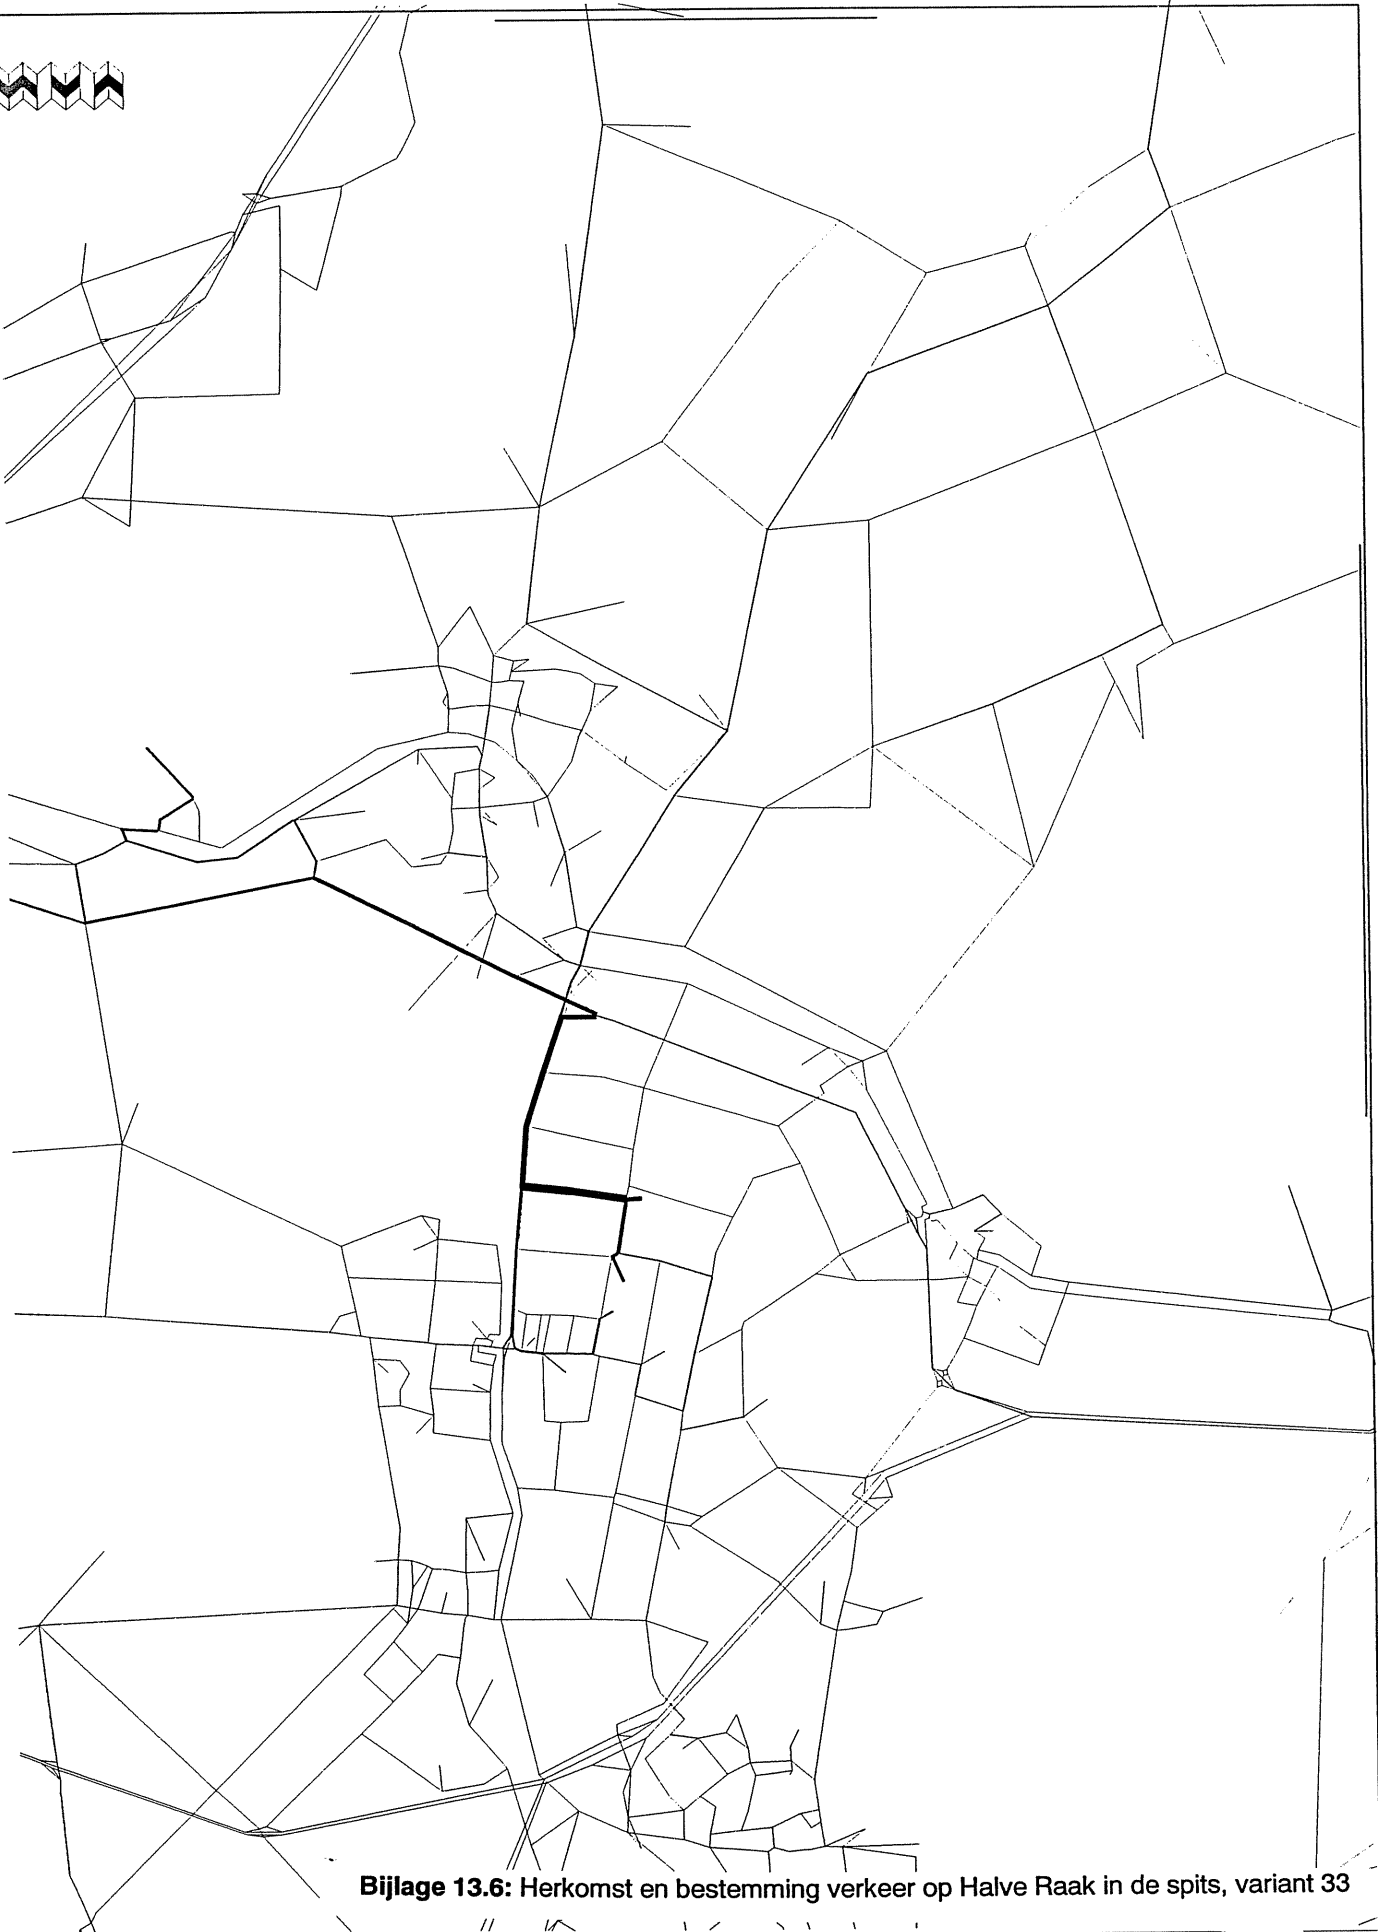 Bijlage 13.6: Herkomst en bestemming verkeer op Halve Raak in de spits, variant 33